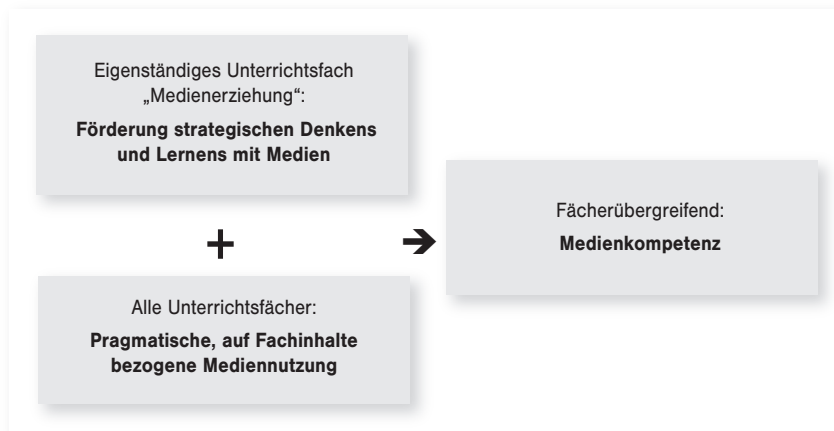 Eigenständiges Unterrichtsfach
„Medienerziehung“:
Förderung strategischen Denkens
und Lernens mit Medien
+
Alle Unterrichtsfächer:
Pragmatische, auf Fachinhalte
bezogene Mediennutzung
➔
Fächerübergreifend:
Medienkompetenz